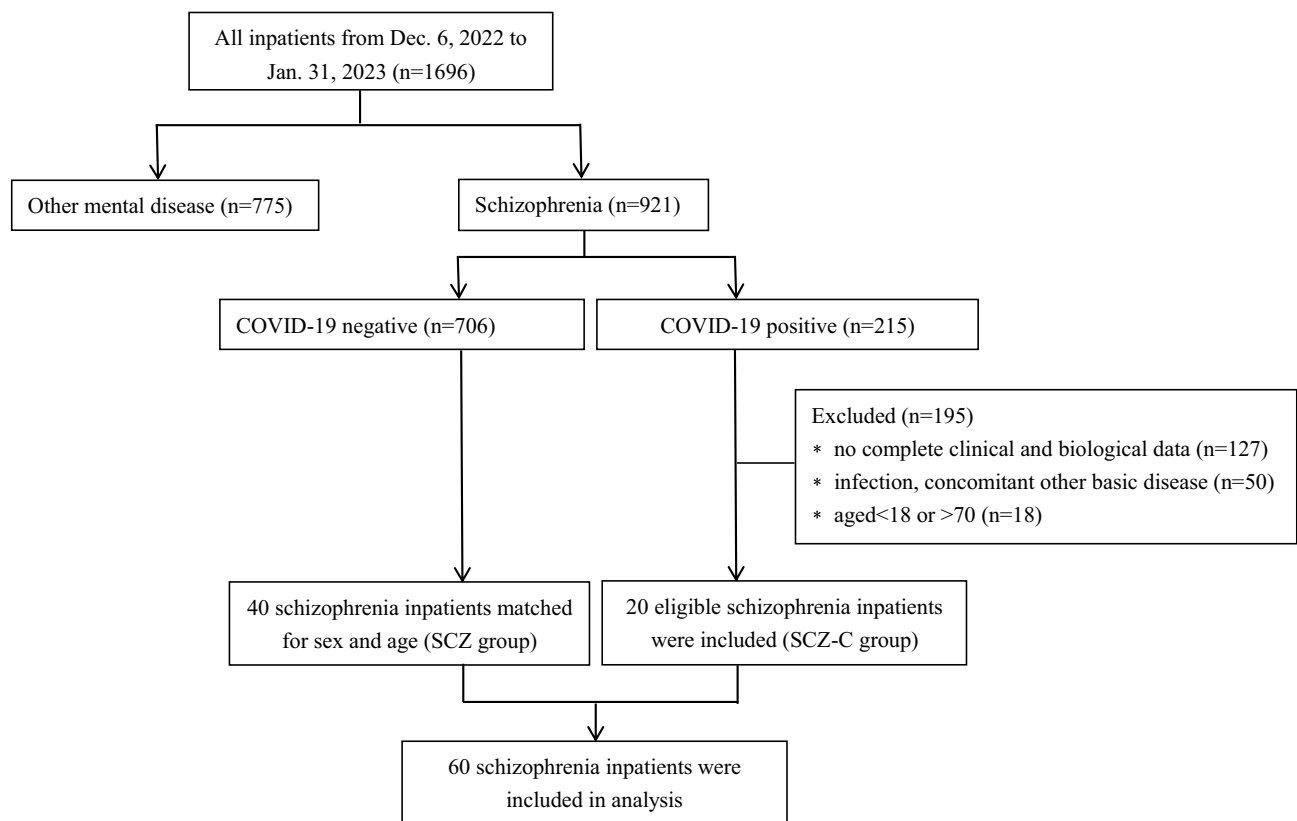 All inpatients from Dec. 6, 2022 to
Jan. 31, 2023 (n=1696)
Other mental disease (n=775)
Schizophrenia (n=921)
COVID-19 negative (n=706)
COVID-19 positive (n=215)
Excluded (n=195)
* no complete clinical and biological data (n=127)
* infection, concomitant other basic disease (n=50)
* aged<18 or >70 (n=18)
40 schizophrenia inpatients matched
for sex and age (SCZ group)
20 eligible schizophrenia inpatients
were included (SCZ-C group)
60 schizophrenia inpatients were
included in analysis